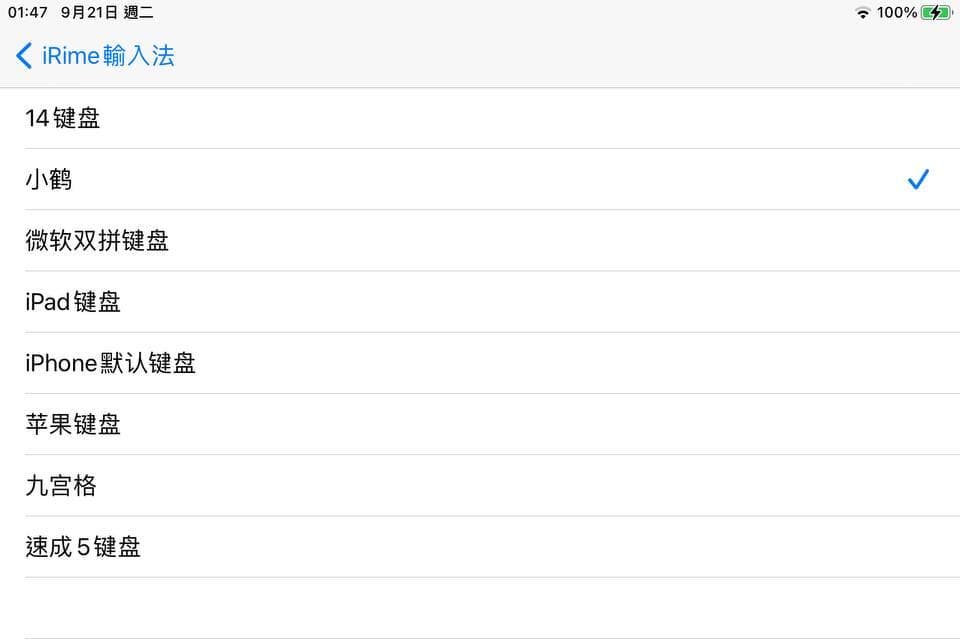 01:47 9月21日 週二 100%
iRime輸入法
14键盘
小鹤
微软双拼键盘
iPad键盘
iPhone默认键盘
苹果键盘
九宫格
速成5键盘